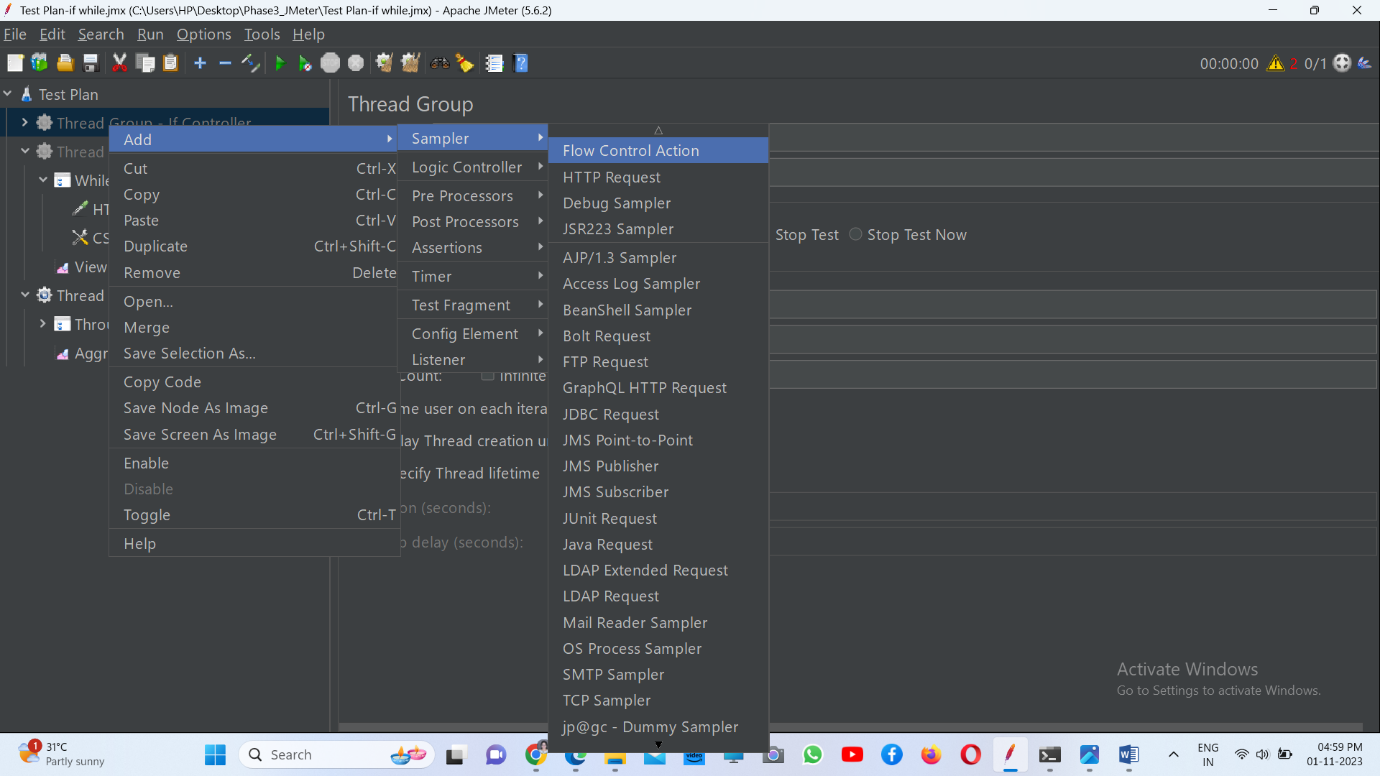 Test Plan-if while.jmx (C:\Users\HP\Desktop\Phase3_JMeter\Test Plan-if while.jmx) - Apache JMeter (5.6.2)
File Edit Search Run Options Tools Help
00:00:00 2 0/1
Test Plan
Thread Group - If Controller
Thread
While
HT
CS
View
Thread
Throu
Aggr
Add
Cut Ctrl-X
Copy Ctrl-C
Paste Ctrl-V
Duplicate Ctrl+Shift-C
Remove Delete
Open...
Merge
Save Selection As...
Copy Code
Save Node As Image Ctrl-G
Save Screen As Image Ctrl+Shift-G
Enable
Disable
Toggle Ctrl-T
Help
Sampler
Logic Controller
Pre Processors
Post Processors
Assertions
Timer
Test Fragment
Config Element
Listener
Flow Control Action
HTTP Request
Debug Sampler
JSR223 Sampler
AJP/1.3 Sampler
Access Log Sampler
BeanShell Sampler
Bolt Request
FTP Request
GraphQL HTTP Request
JDBC Request
JMS Point-to-Point
JMS Publisher
JMS Subscriber
JUnit Request
Java Request
LDAP Extended Request
LDAP Request
Mail Reader Sampler
OS Process Sampler
SMTP Sampler
TCP Sampler
jp@gc - Dummy Sampler
Thread Group
Stop Test Stop Test Now
Count: Infinite
me user on each itera
lay Thread creation u
ecify Thread lifetime
on (seconds):
p delay (seconds):
Activate Windows
Go to Settings to activate Windows.
1
31°C
Partly sunny
Search
ENG
IN
04:59 PM
01-11-2023